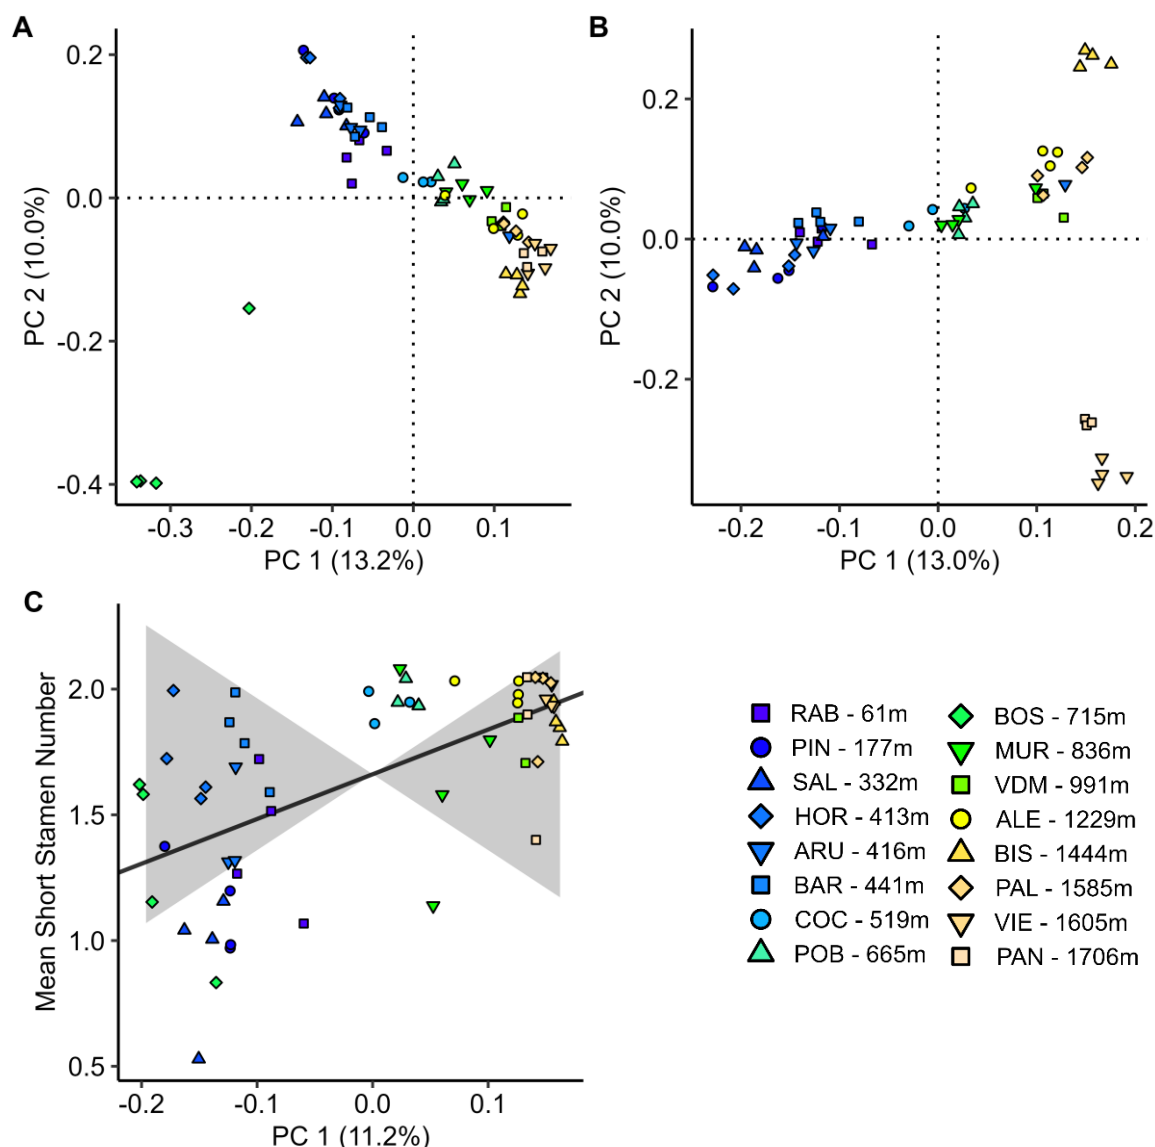 A
PC 2 (10.0%)
0.2
0.0
-0.2
-0.4
-0.3
-0.2
-0.1
0.0
0.1
PC 1 (13.2%)
B
PC 2 (10.0%)
0.2
0.0
-0.2
-0.2
-0.1
0.0
0.1
0.2
PC 1 (13.0%)
C
Mean Short Stamen Number
2.0
1.5
1.0
0.5
-0.2
-0.1
0.0
0.1
PC 1 (11.2%)
RAB - 61m
PIN - 177m
SAL - 332m
HOR - 413m
ARU - 416m
BAR - 441m
COC - 519m
POB - 665m
BOS - 715m
MUR - 836m
VDM - 991m
ALE - 1229m
BIS - 1444m
PAL - 1585m
VIE - 1605m
PAN - 1706m